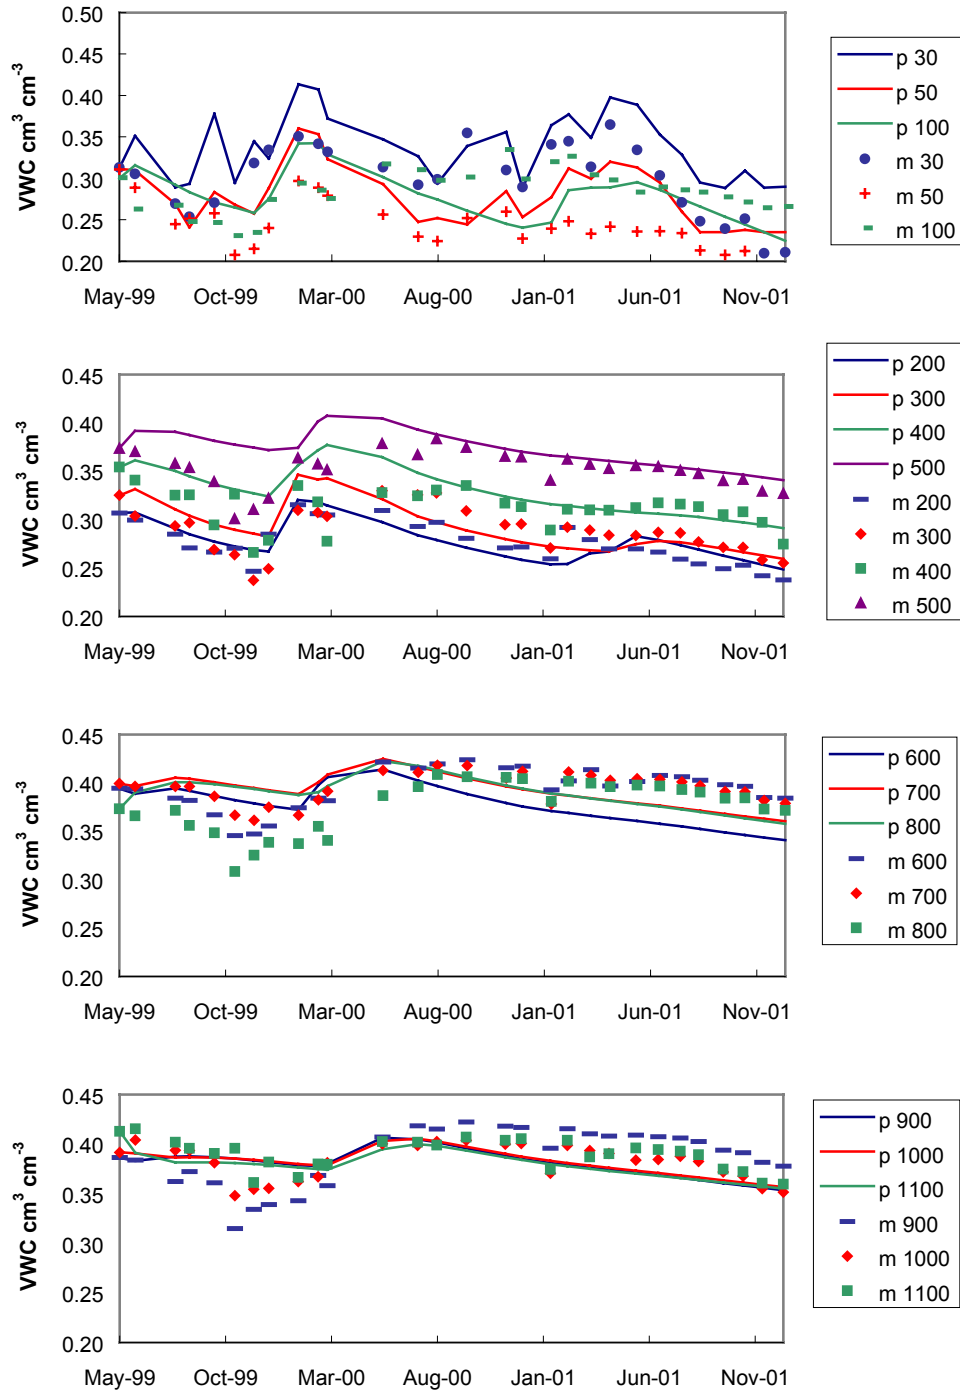 VWC cm³ cm⁻³
0.50
0.45
0.40
0.35
0.30
0.25
0.20
May-99 Oct-99 Mar-00 Aug-00 Jan-01 Jun-01 Nov-01
p 30
p 50
p 100
m 30
m 50
m 100
VWC cm³ cm⁻³
0.45
0.40
0.35
0.30
0.25
0.20
May-99 Oct-99 Mar-00 Aug-00 Jan-01 Jun-01 Nov-01
p 200
p 300
p 400
p 500
m 200
m 300
m 400
m 500
VWC cm³ cm⁻³
0.45
0.40
0.35
0.30
0.25
0.20
May-99 Oct-99 Mar-00 Aug-00 Jan-01 Jun-01 Nov-01
p 600
p 700
p 800
m 600
m 700
m 800
VWC cm³ cm⁻³
0.45
0.40
0.35
0.30
0.25
0.20
May-99 Oct-99 Mar-00 Aug-00 Jan-01 Jun-01 Nov-01
p 900
p 1000
p 1100
m 900
m 1000
m 1100